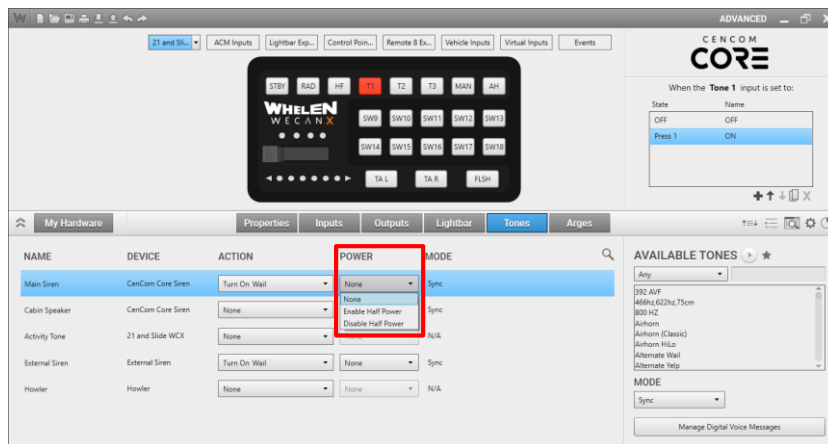 W ADVANCED
21 and Sli... ACM Inputs Lightbar Exp... Control Poin... Remote 8 Ex... Vehicle Inputs Virtual Inputs Events
CENCOM
CORE
STBY RAD HF T1 T2 T3 MAN AH
WHELEN
WECANX
SW9 SW10 SW11 SW12 SW13
SW14 SW15 SW16 SW17 SW18
TA L TA R FLSH
When the Tone 1 input is set to:
State Name
OFF OFF
Press 1 ON
My Hardware Properties Inputs Outputs Lightbar Tones Arges
NAME DEVICE ACTION POWER MODE
Main Siren CenCom Core Siren Turn On Wail None Sync
None
Enable Half Power
Disable Half Power
Cabin Speaker CenCom Core Siren None Sync
Activity Tone 21 and Slide WCX None None N/A
External Siren External Siren Turn On Wail None Sync
Howler Howler None None N/A
AVAILABLE TONES
Any
392 AVF
466hz,622hz,75cm
800 HZ
Airhorn
Airhorn (Classic)
Airhorn HiLo
Alternate Wail
Alternate Yelp
MODE
Sync
Manage Digital Voice Messages